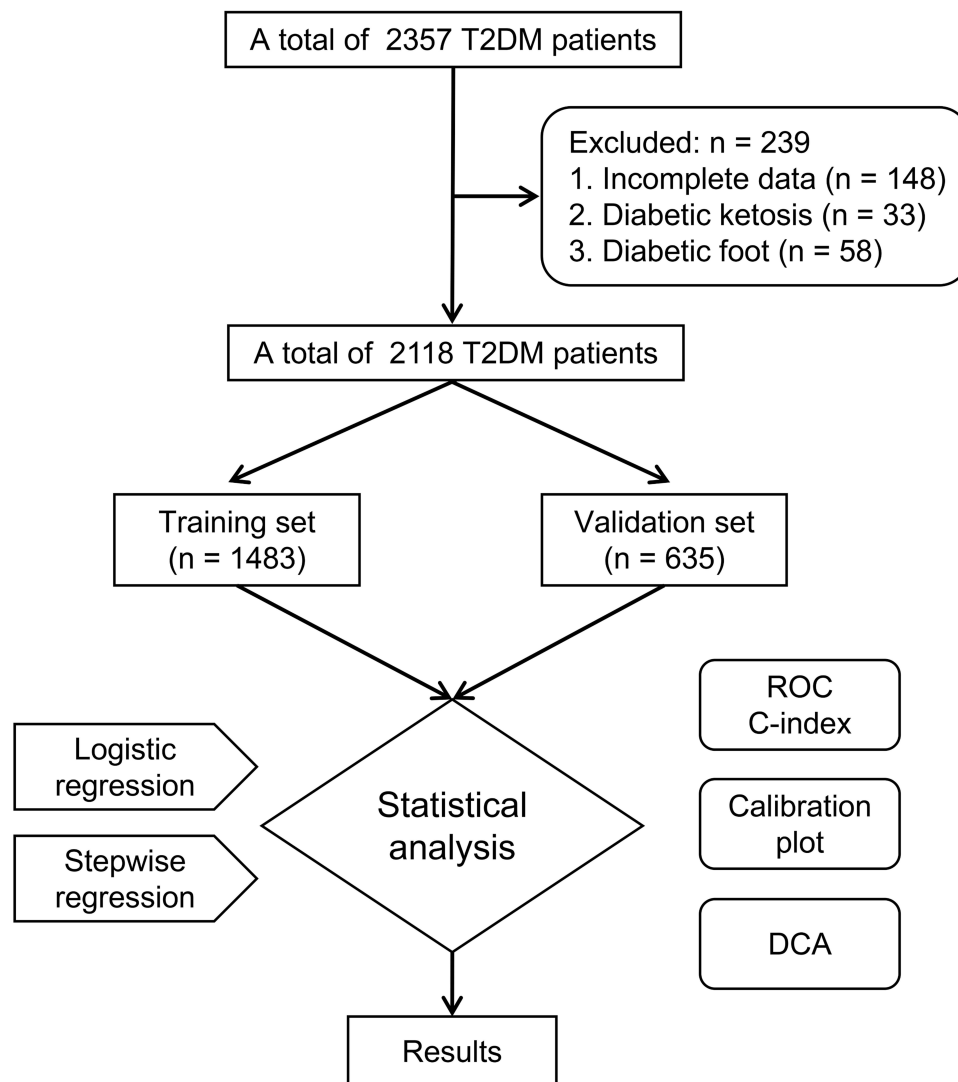 A total of 2357 T2DM patients
Excluded: n = 239
1. Incomplete data (n = 148)
2. Diabetic ketosis (n = 33)
3. Diabetic foot (n = 58)
A total of 2118 T2DM patients
Training set
(n = 1483)
Validation set
(n = 635)
Logistic
regression
Stepwise
regression
Statistical
analysis
ROC
C-index
Calibration
plot
DCA
Results